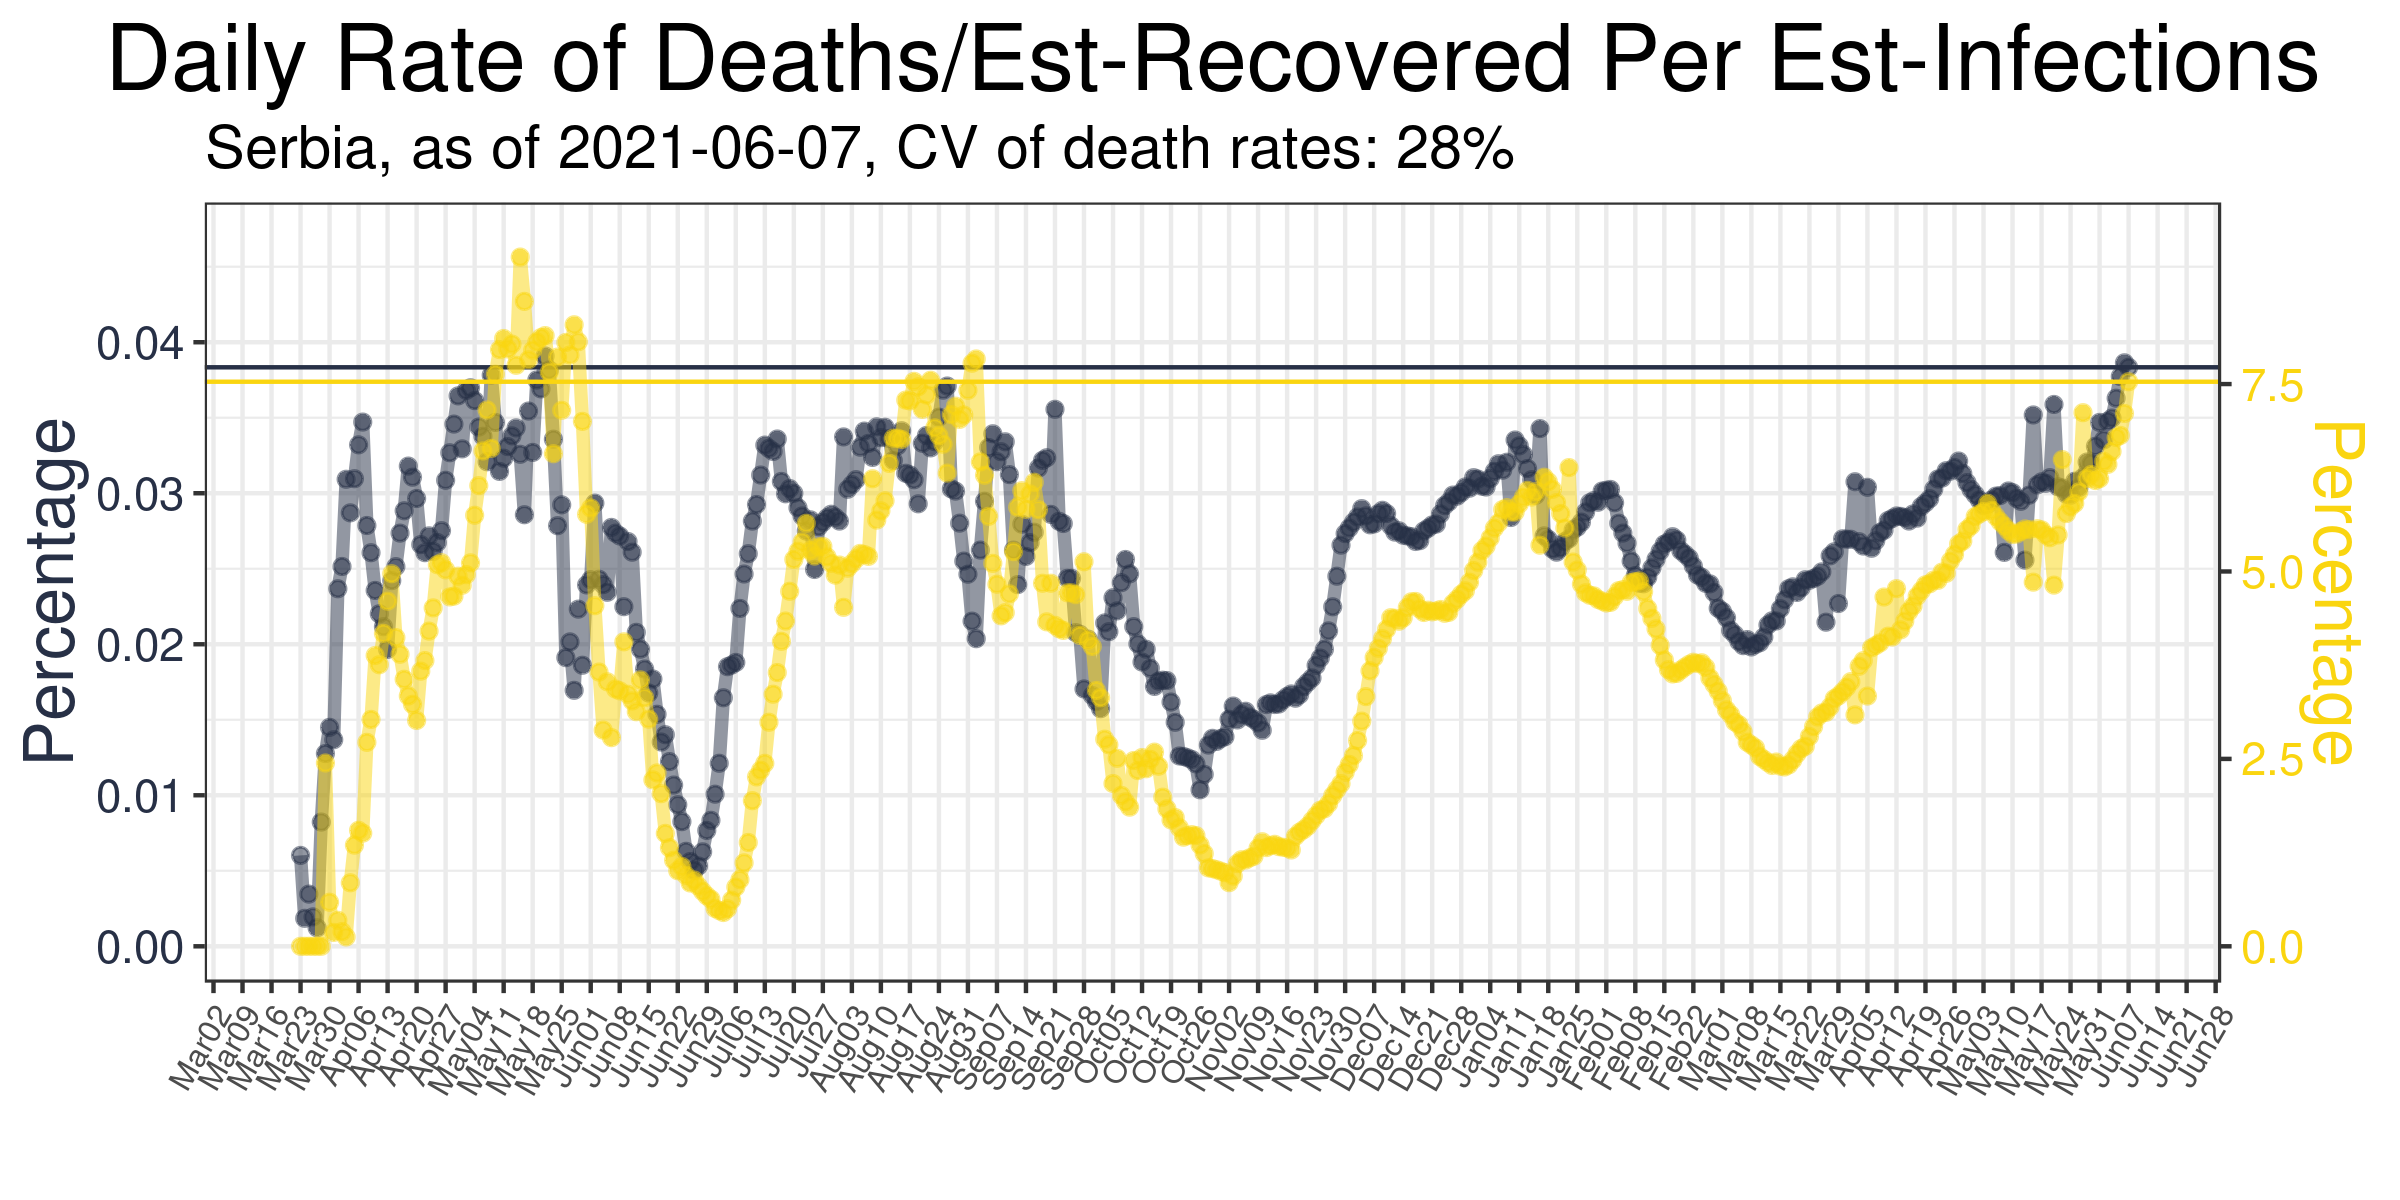 Daily Rate of Deaths/Est-Recovered Per Est-Infections
Serbia, as of 2021-06-07, CV of death rates: 28%
Percentage
0.04
0.03
0.02
0.01
0.00
7.5
5.0
2.5
0.0
Percentage
Mar02 Mar09 Mar16 Mar23 Mar30 Apr06 Apr13 Apr20 Apr27 May04 May11 May18 May25 Jun01 Jun08 Jun15 Jun22 Jun29 Jul06 Jul13 Jul20 Jul27 Aug03 Aug10 Aug17 Aug24 Aug31 Sep07 Sep14 Sep21 Sep28 Oct05 Oct12 Oct19 Oct26 Nov02 Nov09 Nov16 Nov23 Nov30 Dec07 Dec14 Dec21 Dec28 Jan04 Jan11 Jan18 Jan25 Feb01 Feb08 Feb15 Feb22 Mar01 Mar08 Mar15 Mar22 Mar29 Apr05 Apr12 Apr19 Apr26 May03 May10 May17 May24 May31 Jun07 Jun14 Jun21 Jun28